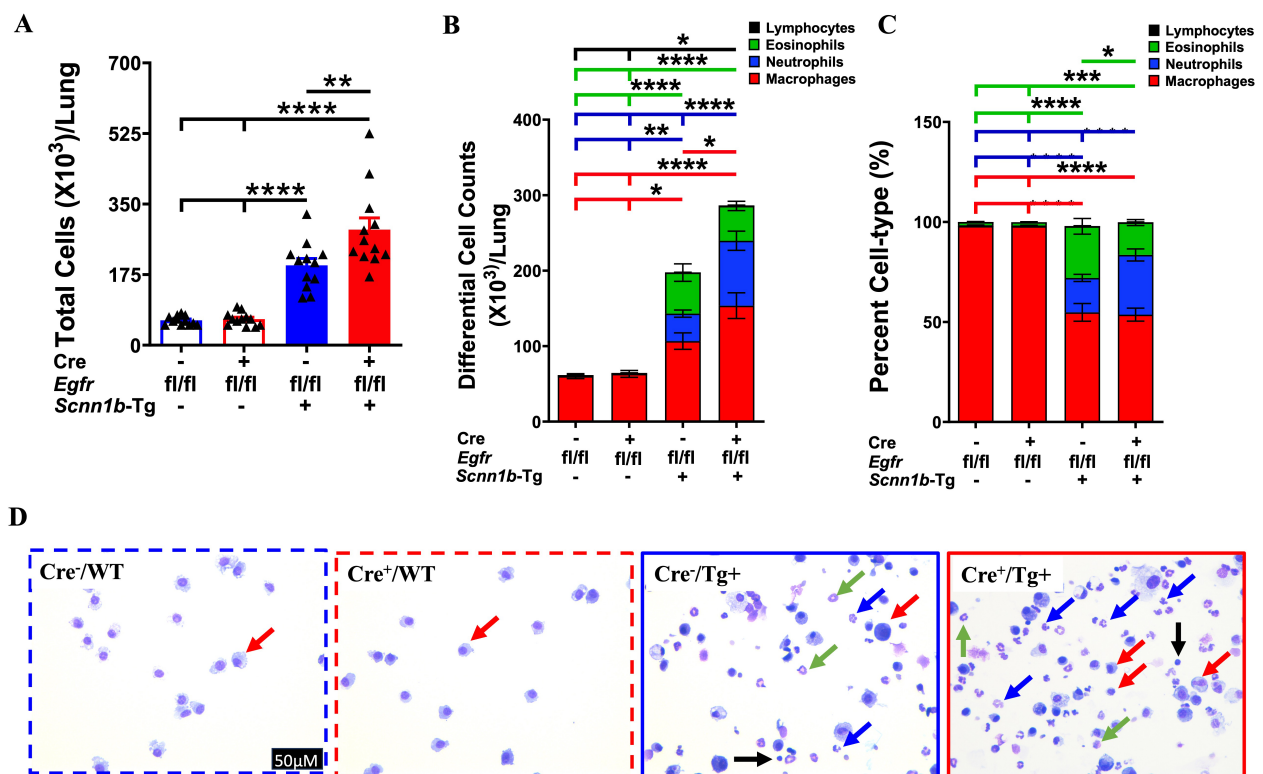 A
Total Cells (X10³)/Lung
700
525
350
175
0
**
****
****
Cre - + - +
Egfr fl/fl fl/fl fl/fl fl/fl
Scnn1b-Tg - - + +
B
Lymphocytes
Eosinophils
Neutrophils
Macrophages
Differential Cell Counts
(X10³)/Lung
400
300
200
100
0
*
****
****
****
**
*
****
*
Cre - + - +
Egfr fl/fl fl/fl fl/fl fl/fl
Scnn1b-Tg - - + +
C
Lymphocytes
Eosinophils
Neutrophils
Macrophages
Percent Cell-type (%)
150
100
50
0
*
***
****
****
****
****
****
Cre - + - +
Egfr fl/fl fl/fl fl/fl fl/fl
Scnn1b-Tg - - + +
D
Cre⁻/WT
50µM
Cre⁺/WT
Cre⁻/Tg+
Cre⁺/Tg+